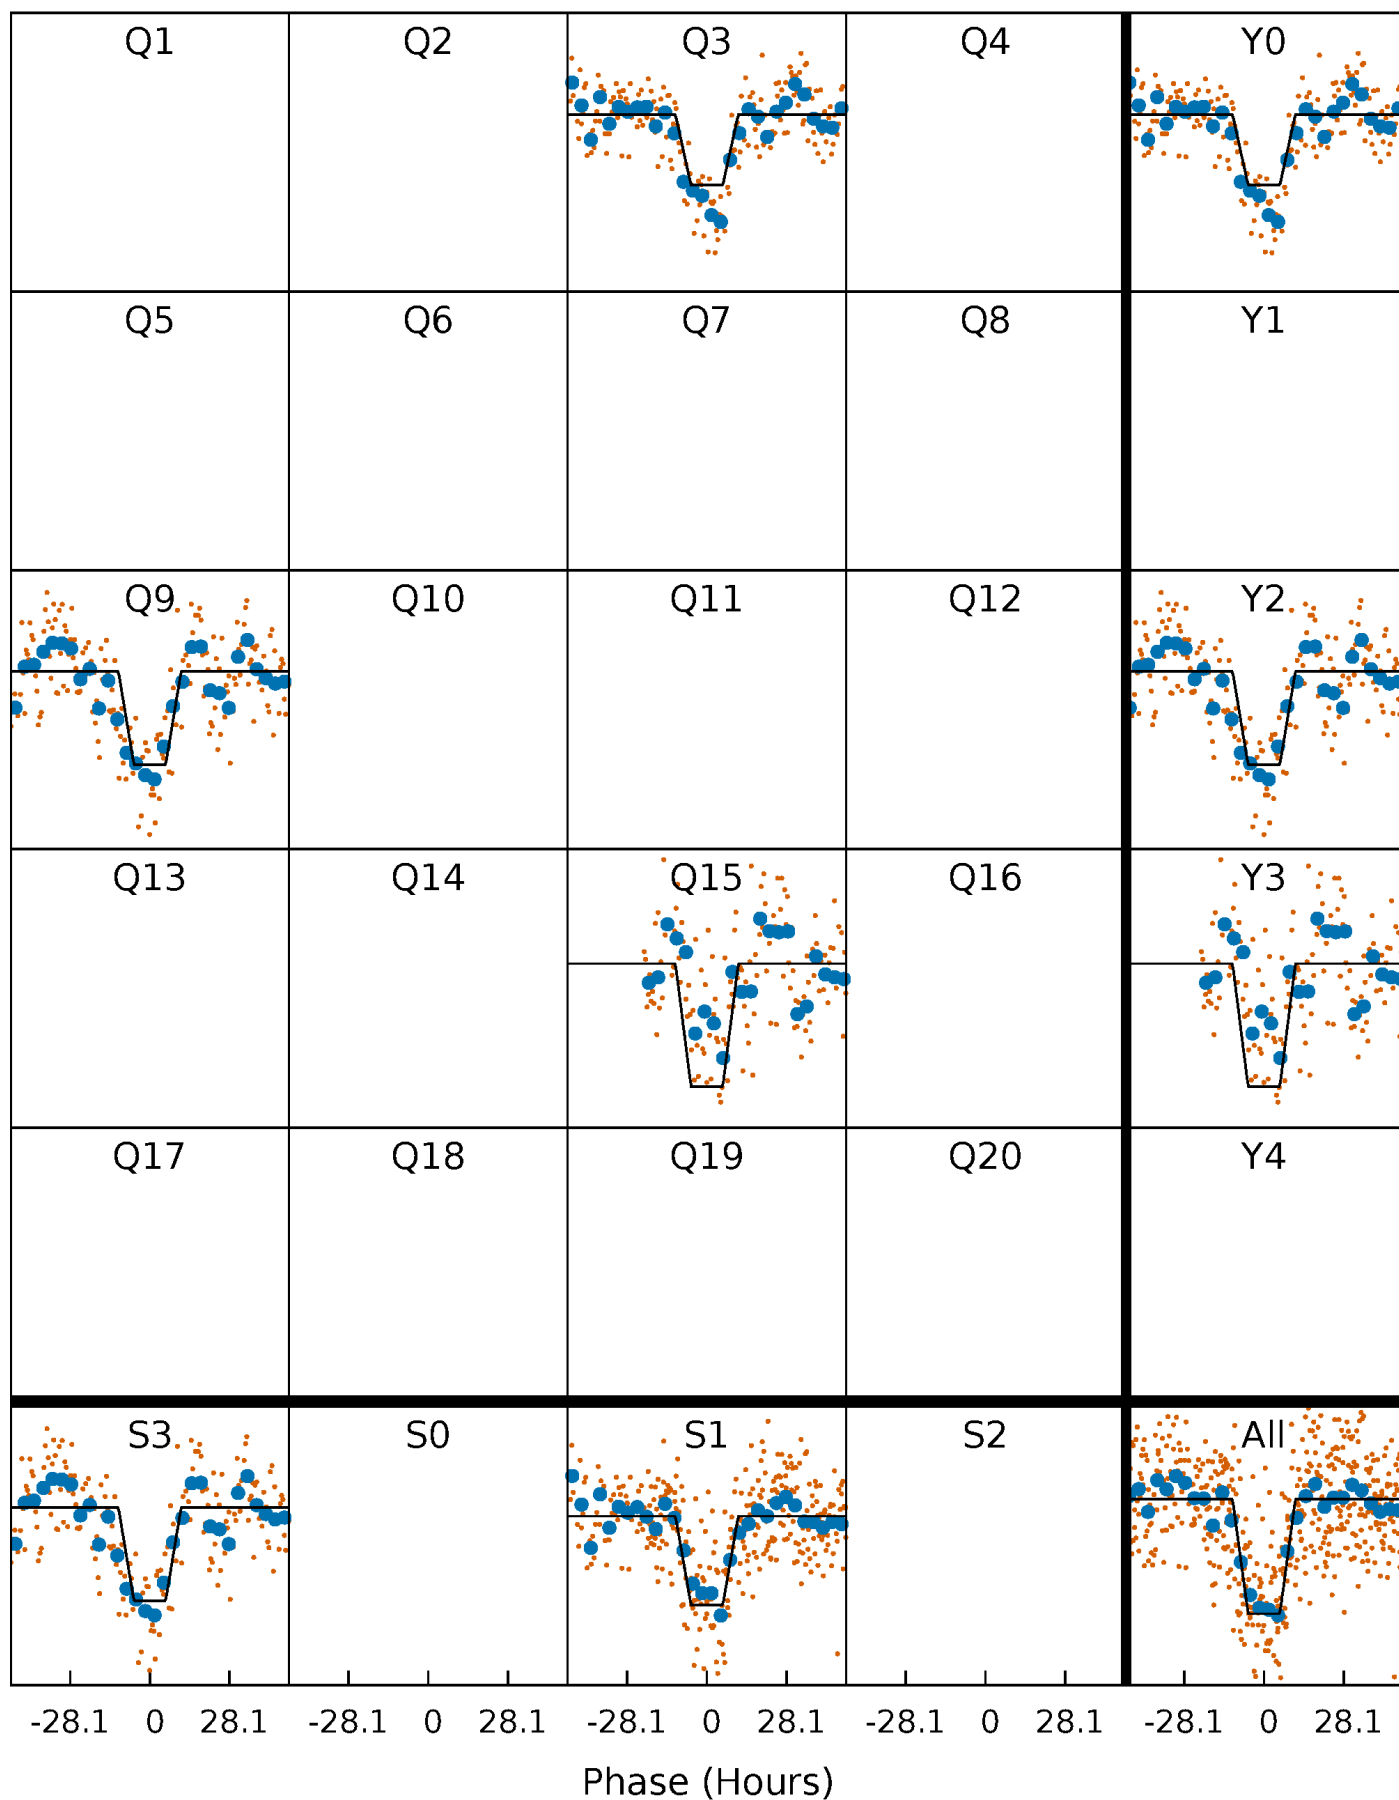 Q1 Q2 Q3 Q4 Y0
Q5 Q6 Q7 Q8 Y1
Q9 Q10 Q11 Q12 Y2
Q13 Q14 Q15 Q16 Y3
Q17 Q18 Q19 Q20 Y4
S3 S0 S1 S2 All
-28.1 0 28.1 -28.1 0 28.1 -28.1 0 28.1 -28.1 0 28.1 -28.1 0 28.1
Phase (Hours)